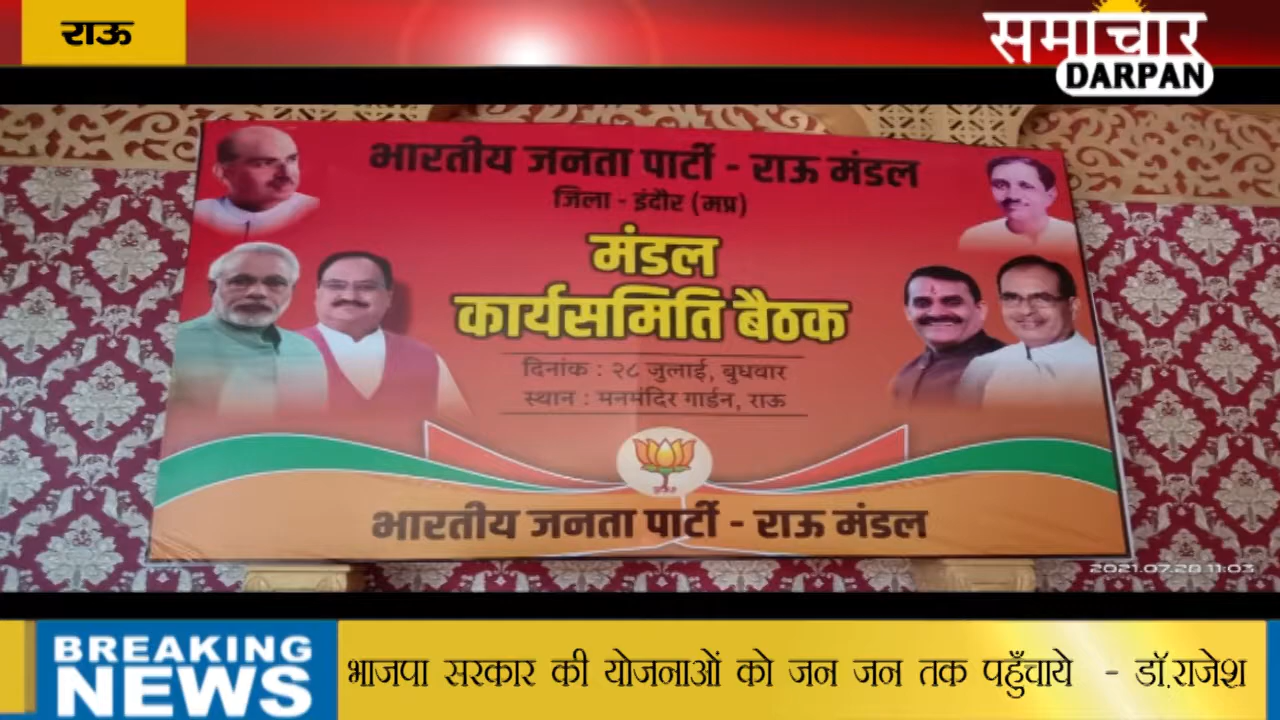 राऊ
समाचार
DARPAN
भारतीय जनता पार्टी - राऊ मंडल
जिला - इंदौर (मप्र)
मंडल
कार्यसमिति बैठक
दिनांक : २८ जुलाई, बुधवार
स्थान : मनमंदिर गार्डन, राऊ
भारतीय जनता पार्टी - राऊ मंडल
2021.07.28 11:03
BREAKING
NEWS
भाजपा सरकार की योजनाओं को जन जन तक पहुँचाये - डॉ.राजेश